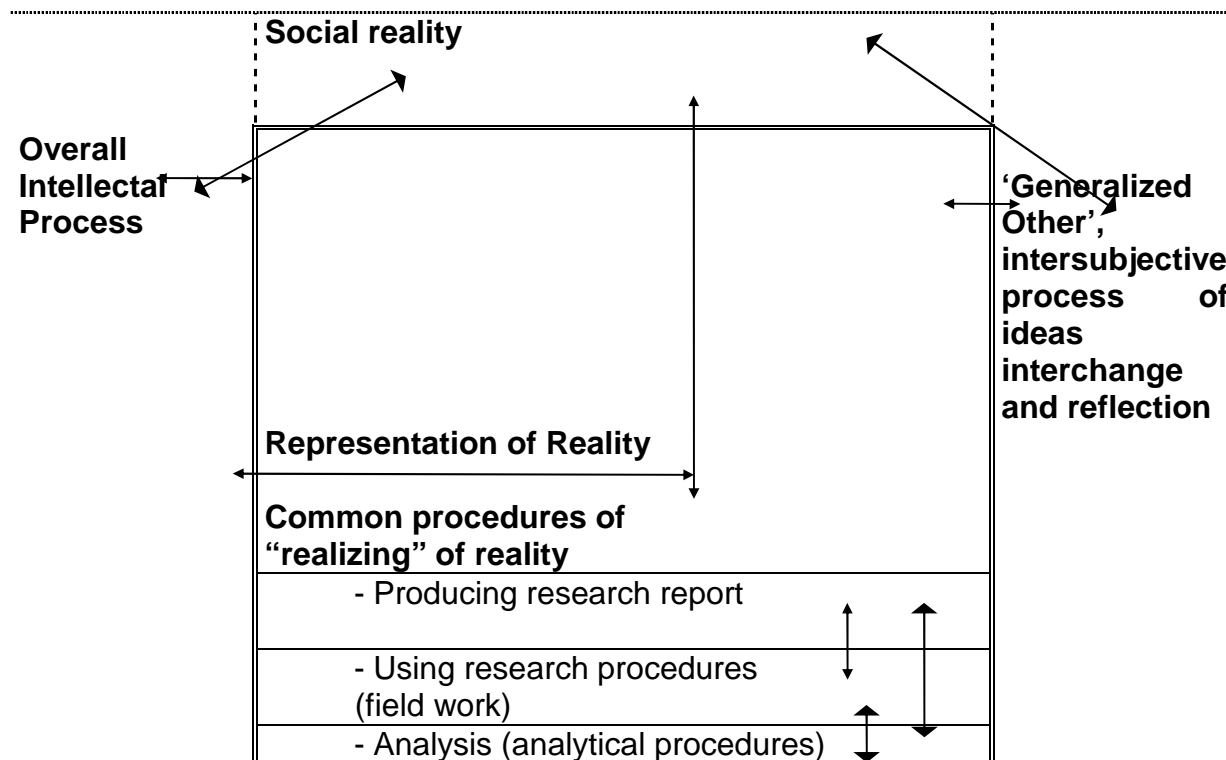 Social reality
Overall
Intellectal
Process
‘Generalized
Other’,
intersubjective
process of
ideas
interchange
and reflection
Representation of Reality
Common procedures of
“realizing” of reality
- Producing research report
- Using research procedures
(field work)
- Analysis (analytical procedures)